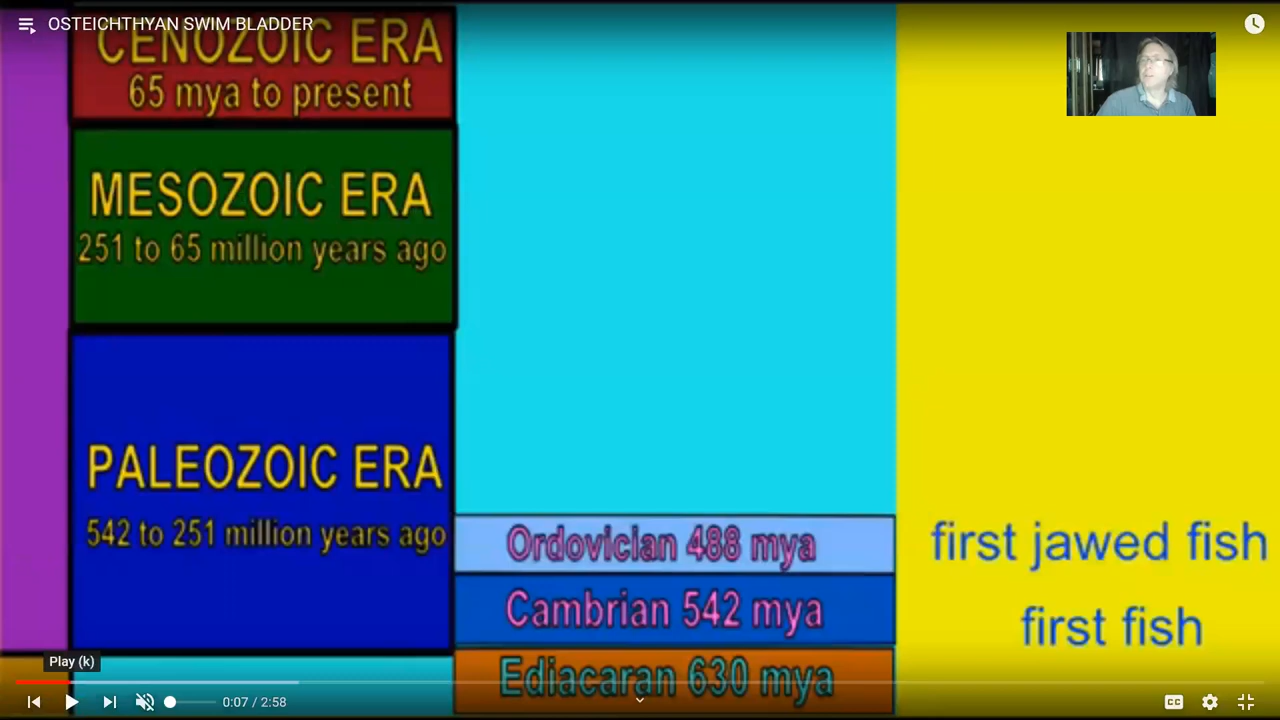 OSTEICHTHYAN SWIM BLADDER
CENOZOIC ERA
65 mya to present
MESOZOIC ERA
251 to 65 million years ago
PALEOZOIC ERA
542 to 251 million years ago
Ordovician 488 mya
first jawed fish
Cambrian 542 mya
first fish
Ediacaran 630 mya
Play (k)
0:07 / 2:58
CC